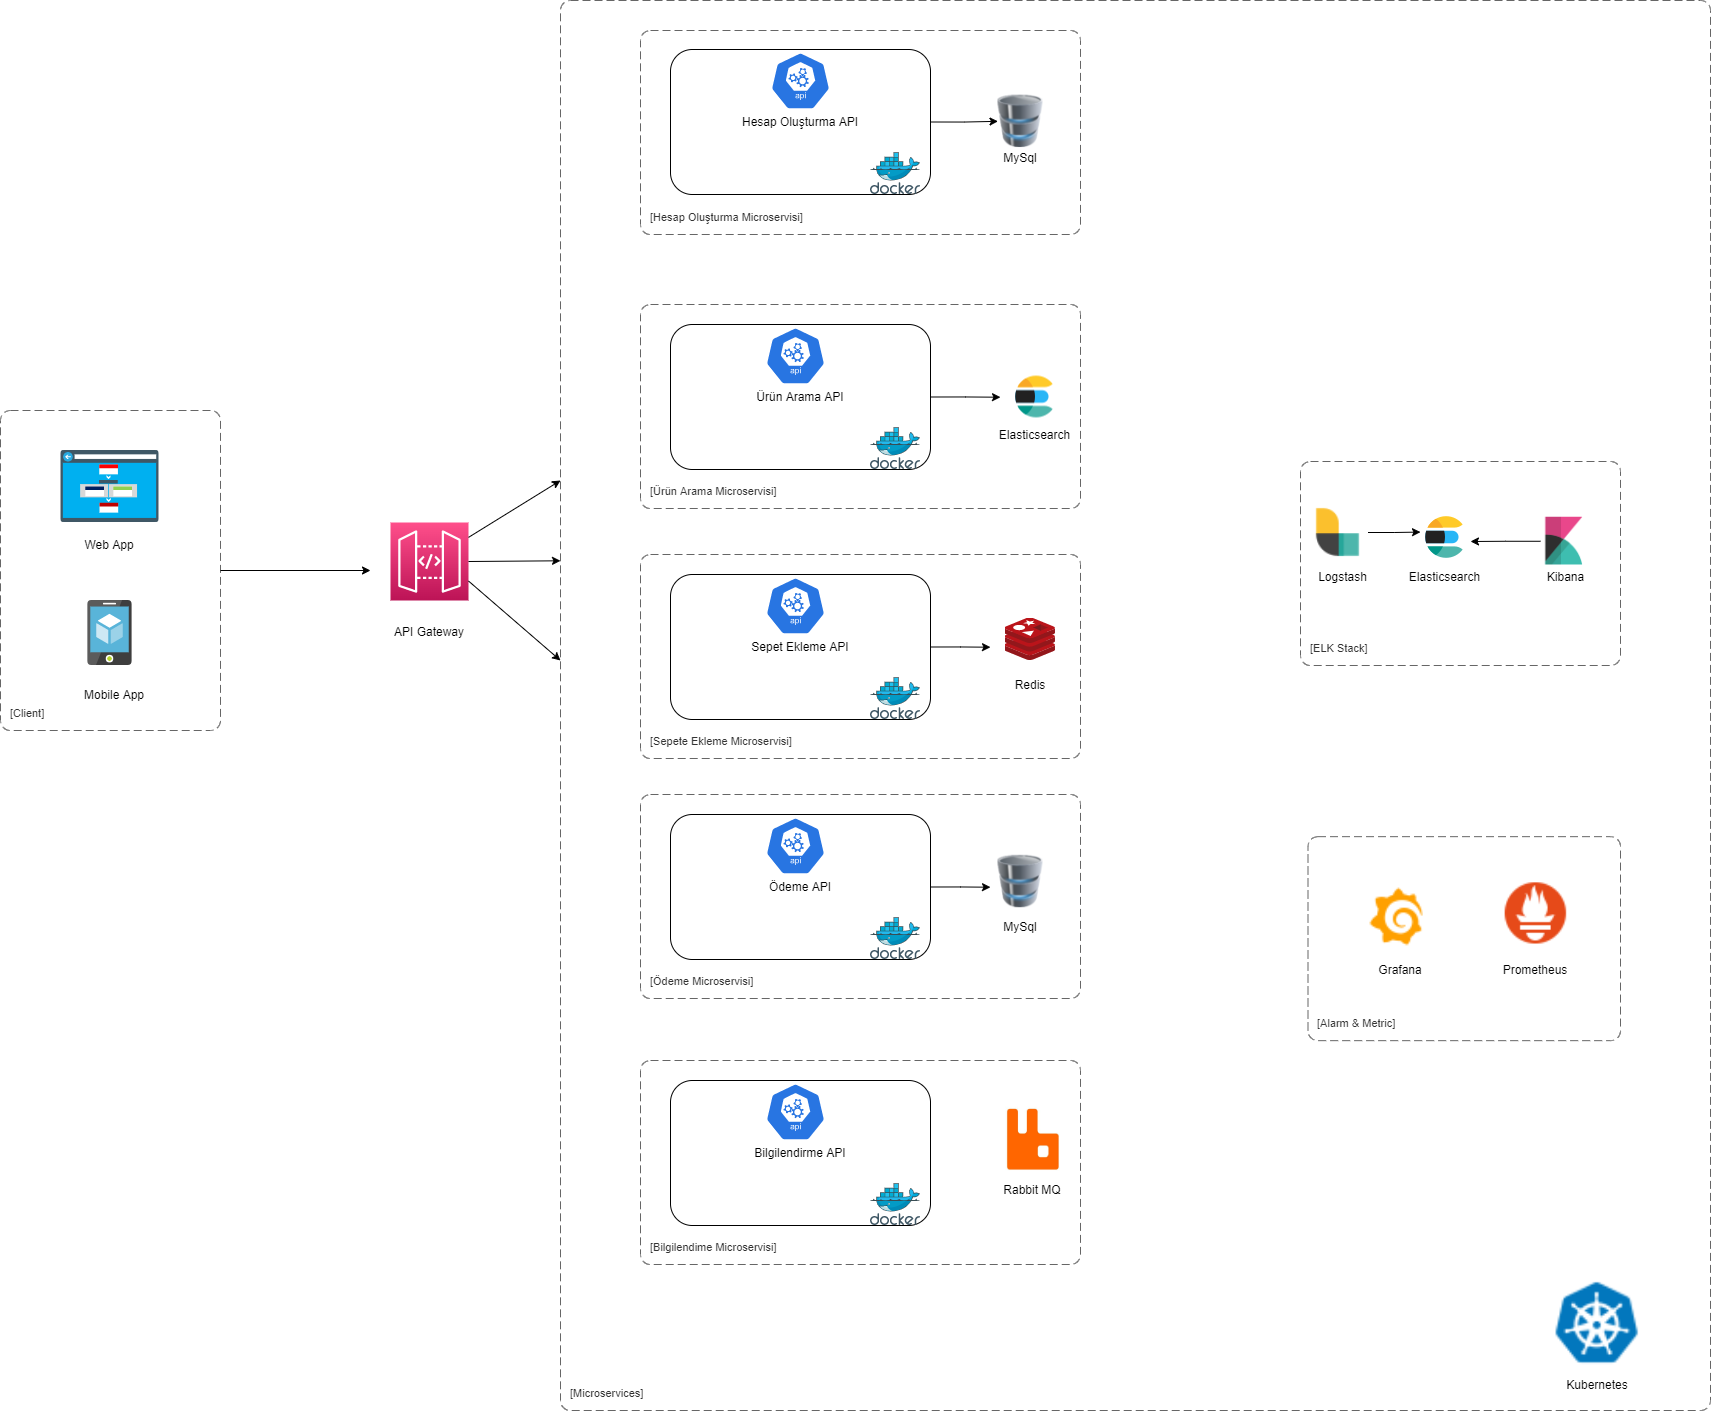 api
Hesap Oluşturma API
docker
MySql
[Hesap Oluşturma Microservisi]
api
Ürün Arama API
docker
Elasticsearch
[Ürün Arama Microservisi]
Web App
Mobile App
[Client]
API Gateway
api
Sepet Ekleme API
docker
Redis
[Sepete Ekleme Microservisi]
Logstash
Elasticsearch
Kibana
[ELK Stack]
api
Ödeme API
docker
MySql
[Ödeme Microservisi]
Grafana
Prometheus
[Alarm & Metric]
api
Bilgilendirme API
docker
Rabbit MQ
[Bilgilendime Microservisi]
Kubernetes
[Microservices]